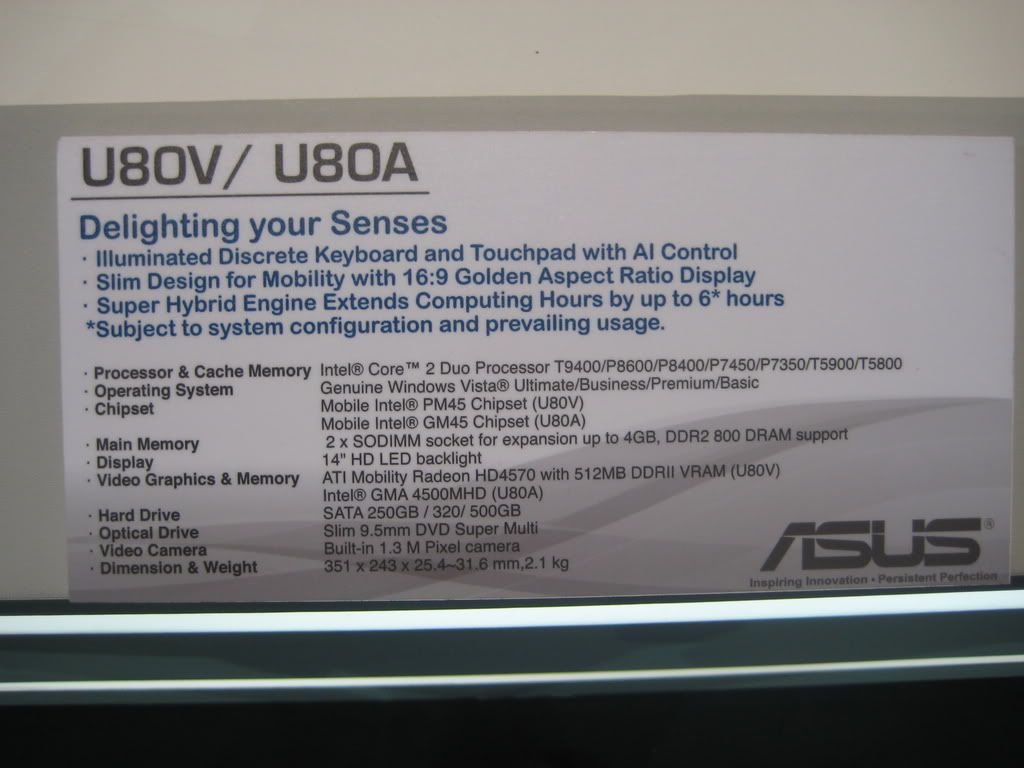 U80V/ U80A
Delighting your Senses
· Illuminated Discrete Keyboard and Touchpad with AI Control
· Slim Design for Mobility with 16:9 Golden Aspect Ratio Display
· Super Hybrid Engine Extends Computing Hours by up to 6* hours
*Subject to system configuration and prevailing usage.
· Processor & Cache Memory Intel® Core™ 2 Duo Processor T9400/P8600/P8400/P7450/P7350/T5900/T5800
· Operating System Genuine Windows Vista® Ultimate/Business/Premium/Basic
· Chipset Mobile Intel® PM45 Chipset (U80V)
Mobile Intel® GM45 Chipset (U80A)
· Main Memory 2 x SODIMM socket for expansion up to 4GB, DDR2 800 DRAM support
· Display 14" HD LED backlight
· Video Graphics & Memory ATI Mobility Radeon HD4570 with 512MB DDRII VRAM (U80V)
Intel® GMA 4500MHD (U80A)
· Hard Drive SATA 250GB / 320/ 500GB
· Optical Drive Slim 9.5mm DVD Super Multi
· Video Camera Built-in 1.3 M Pixel camera
· Dimension & Weight 351 x 243 x 25.4~31.6 mm,2.1 kg
ASUS®
Inspiring Innovation • Persistent Perfection